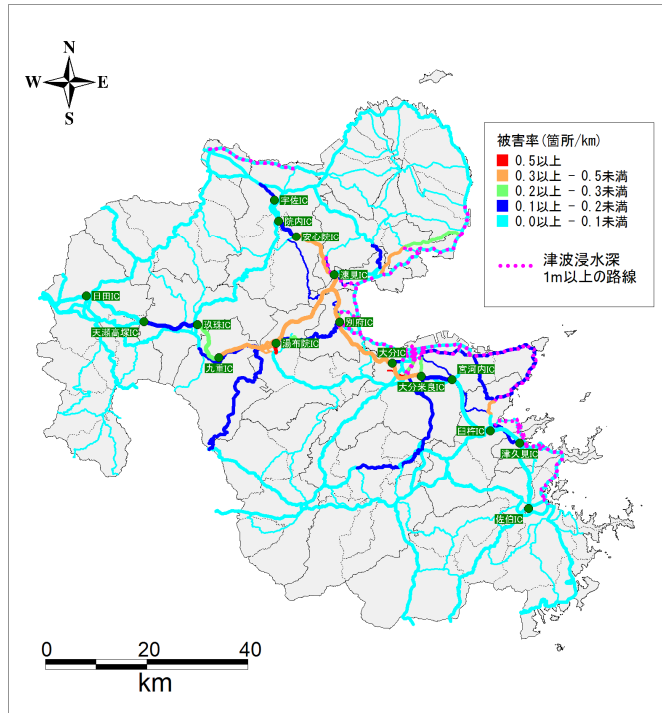 N
W E
S
被害率(箇所/km)
0.5以上
0.3以上 - 0.5未満
0.2以上 - 0.3未満
0.1以上 - 0.2未満
0.0以上 - 0.1未満
津波浸水深
1m以上の路線
宇佐IC
院内IC
安心院IC
速見IC
日田IC
天瀬高塚IC
玖珠IC
別府IC
湯布院IC
九重IC
大分IC
宮河内IC
大分米良IC
臼杵IC
津久見IC
佐伯IC
0 20 40
km